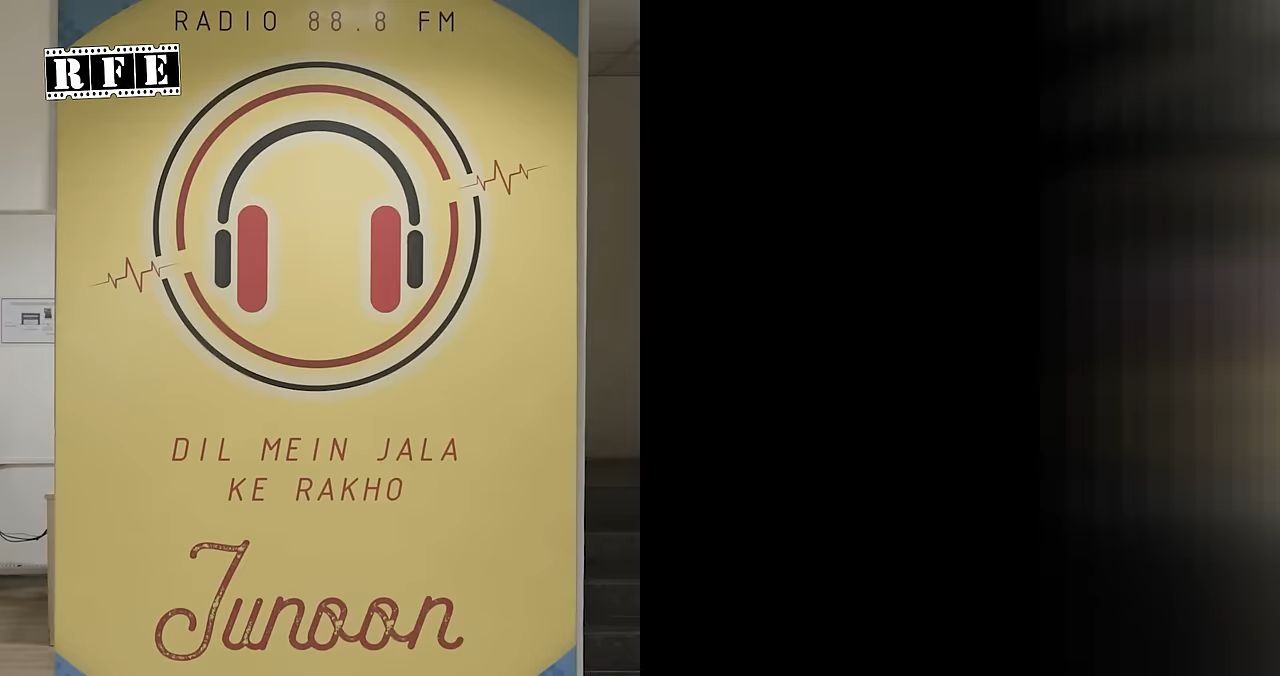 RADIO 88.8 FM
RFE
DIL MEIN JALA
KE RAKHO
Junoon